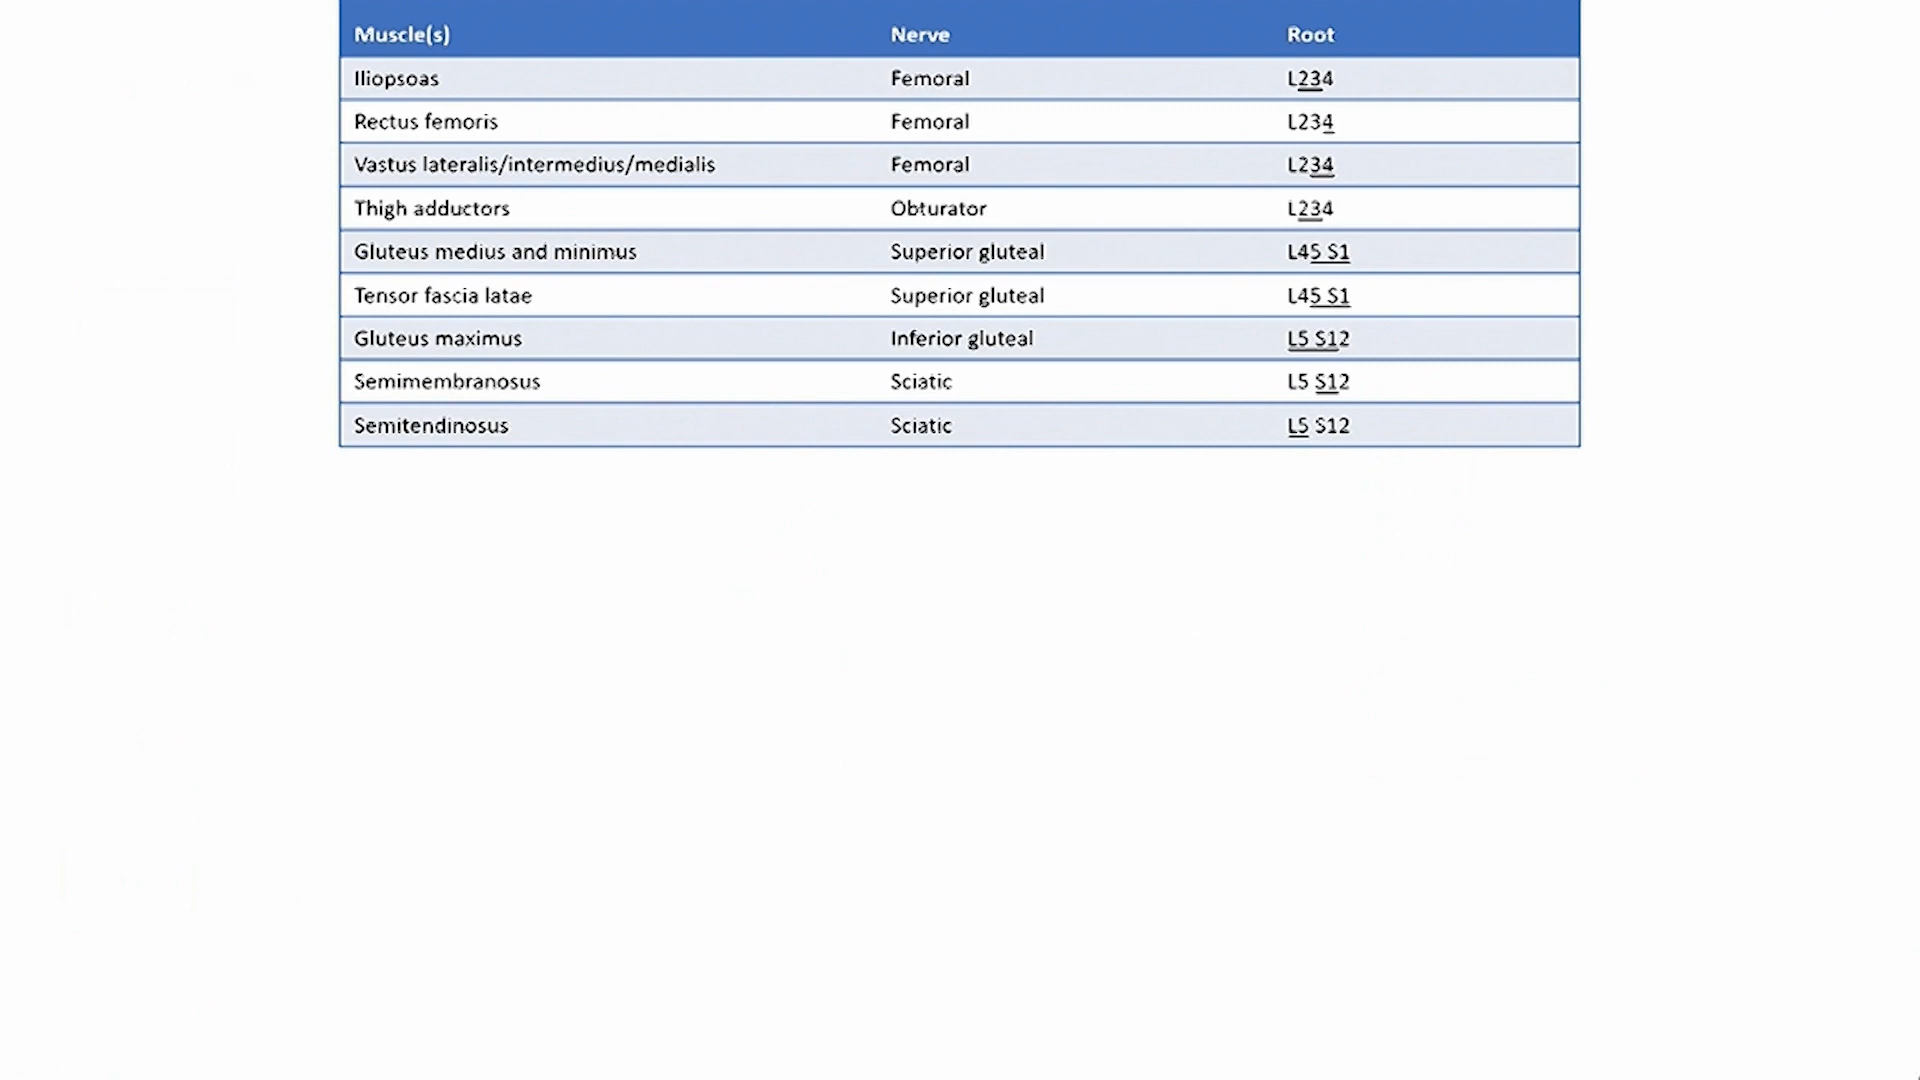 Muscle(s) Nerve Root
Iliopsoas Femoral L234
Rectus femoris Femoral L234
Vastus lateralis/intermedius/medialis Femoral L234
Thigh adductors Obturator L234
Gluteus medius and minimus Superior gluteal L45 S1
Tensor fascia latae Superior gluteal L45 S1
Gluteus maximus Inferior gluteal L5 S12
Semimembranosus Sciatic L5 S12
Semitendinosus Sciatic L5 S12